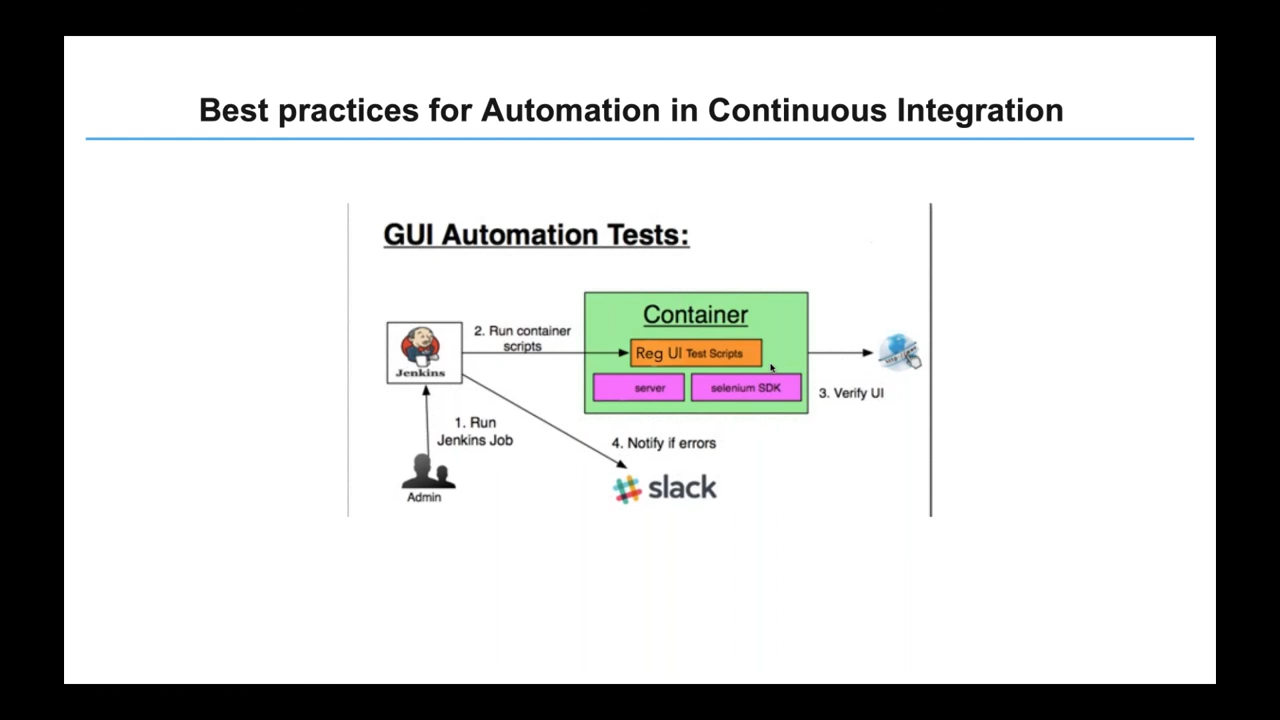 Best practices for Automation in Continuous Integration
GUI Automation Tests:
Container
2. Run container
scripts
Reg UI Test Scripts
Jenkins
server
selenium SDK
3. Verify UI
1. Run
Jenkins Job
4. Notify if errors
slack
Admin